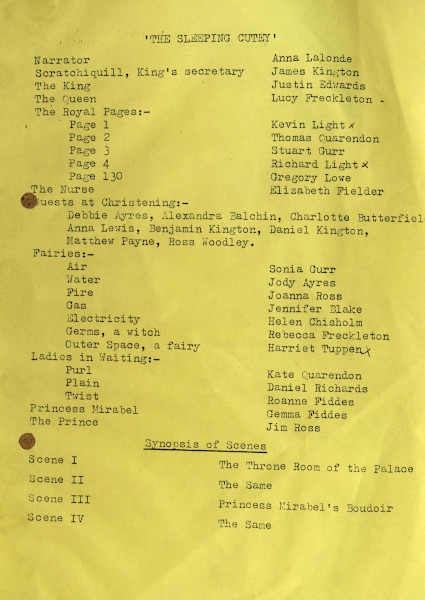 'THE SLEEPING CUTEY'
Narrator Anna Lalonde
Scratchiquill, King's secretary James Kington
The King Justin Edwards
The Queen Lucy Freckleton
The Royal Pages:-
Page 1 Kevin Light x
Page 2 Thomas Quarendon
Page 3 Stuart Gurr
Page 4 Richard Light x
Page 130 Gregory Lowe
The Nurse Elizabeth Fielder
Guests at Christening:-
Debbie Ayres, Alexandra Balchin, Charlotte Butterfiel
Anna Lewis, Benjamin Kington, Daniel Kington,
Matthew Payne, Ross Woodley.
Fairies:-
Air Sonia Gurr
Water Jody Ayres
Fire Joanna Ross
Gas Jennifer Blake
Electricity Helen Chisholm
Germs, a witch Rebecca Freckleton
Outer Space, a fairy Harriet Tuppen x
Ladies in Waiting:-
Purl Kate Quarendon
Plain Daniel Richards
Twist Roanne Fiddes
Princess Mirabel Gemma Fiddes
The Prince Jim Ross
Synopsis of Scenes
Scene I The Throne Room of the Palace
Scene II The Same
Scene III Princess Mirabel's Boudoir
Scene IV The Same